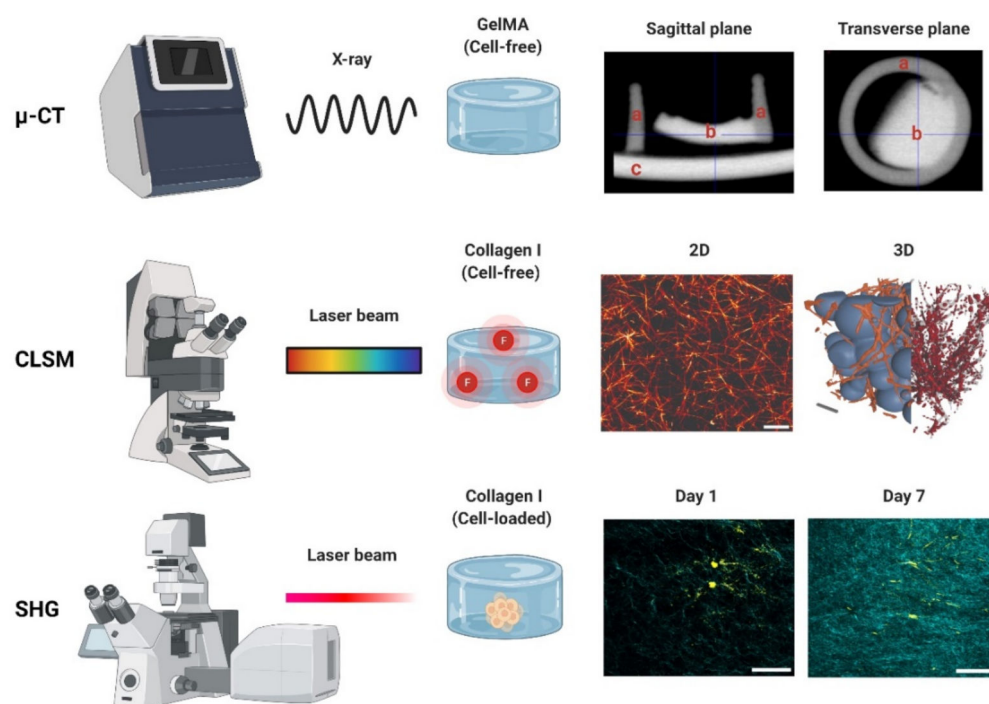 GelMA
(Cell-free)
Sagittal plane
Transverse plane
X-ray
μ-CT
a
a
b
c
a
b
Collagen I
(Cell-free)
2D
3D
Laser beam
CLSM
F
F
F
Collagen I
(Cell-loaded)
Day 1
Day 7
Laser beam
SHG